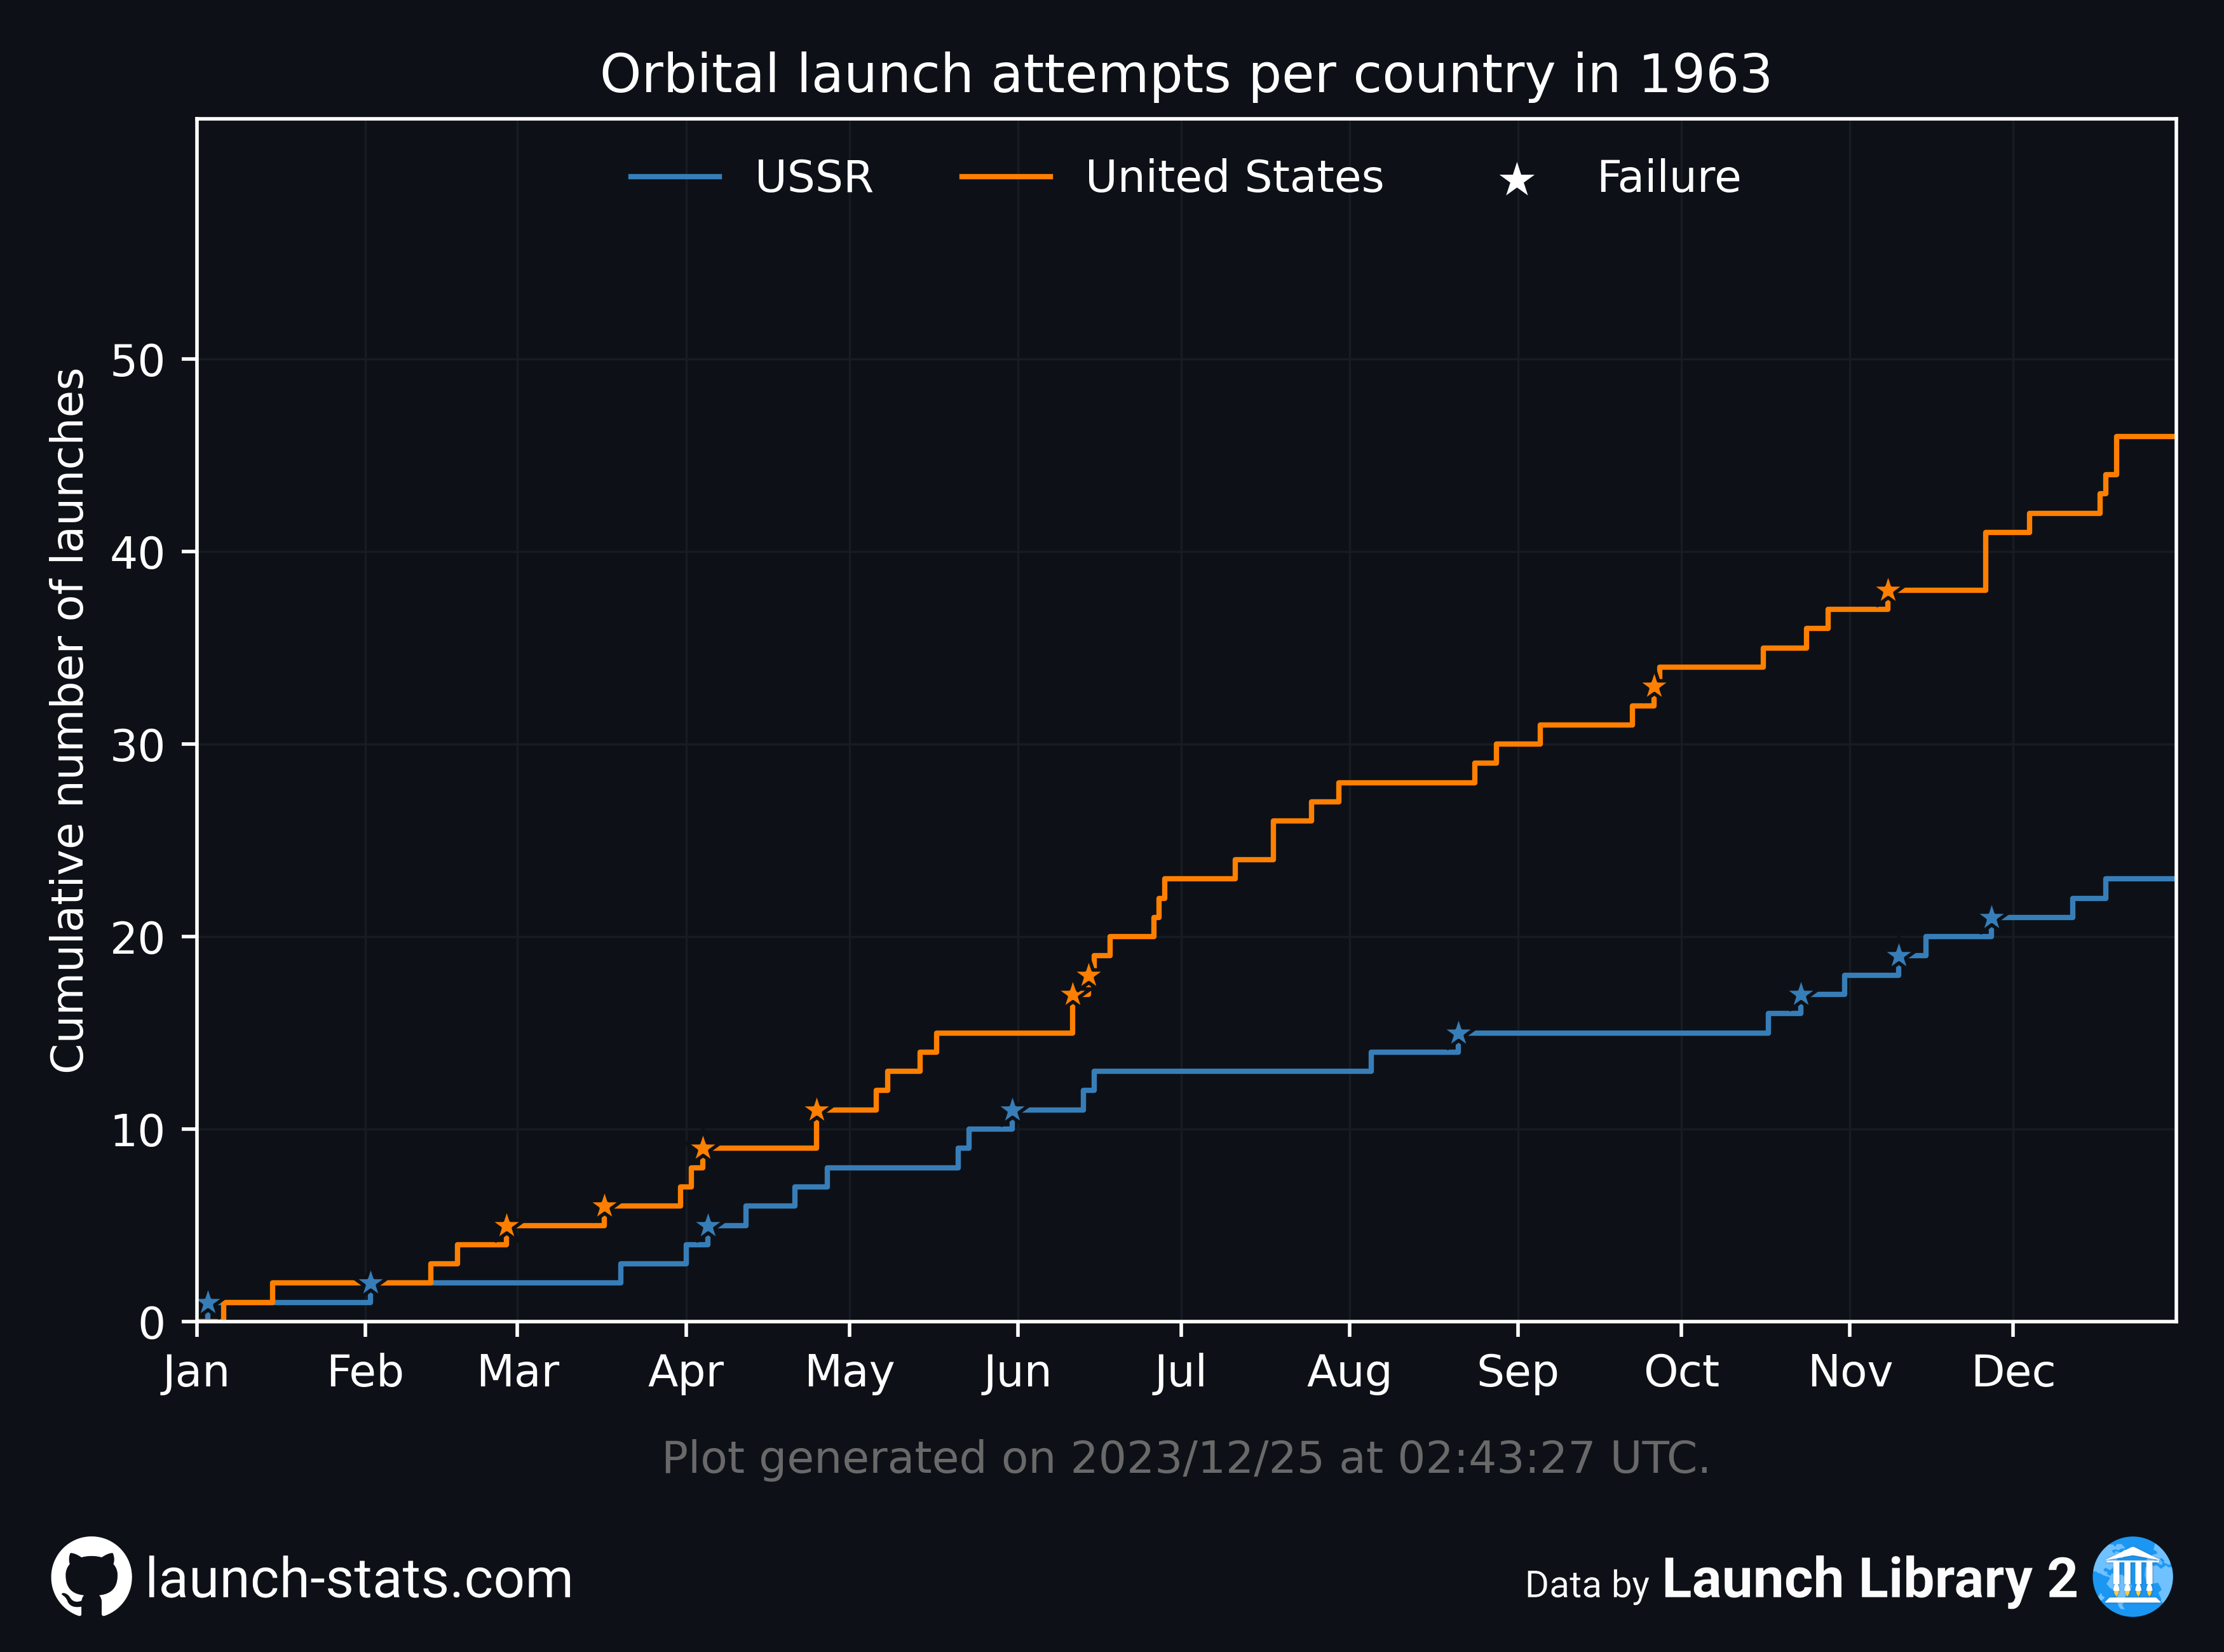 Orbital launch attempts per country in 1963
USSR United States Failure
Cumulative number of launches
50
40
30
20
10
0
Jan Feb Mar Apr May Jun Jul Aug Sep Oct Nov Dec
Plot generated on 2023/12/25 at 02:43:27 UTC.
launch-stats.com
Data by Launch Library 2